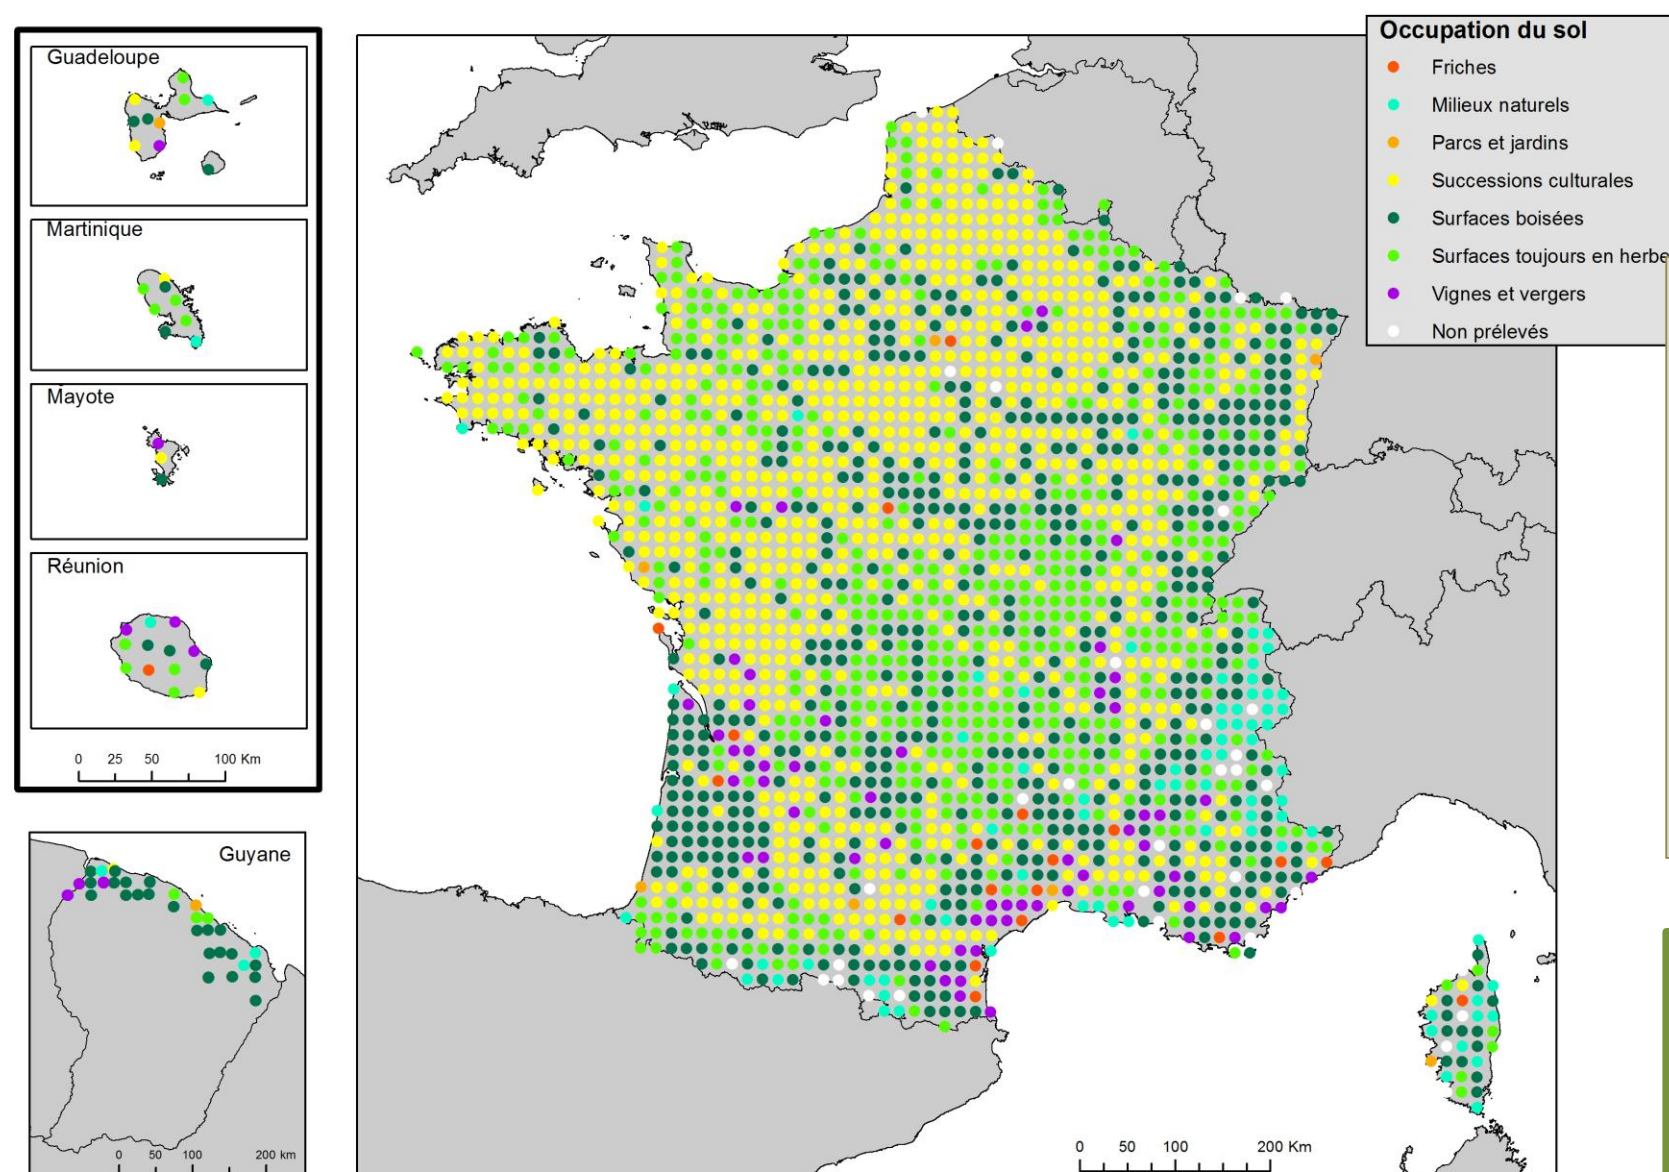 Guadeloupe
Martinique
Mayote
Réunion
0 25 50 100 Km
Guyane
0 50 100 200 km
Occupation du sol
Friches
Milieux naturels
Parcs et jardins
Successions culturales
Surfaces boisées
Surfaces toujours en herbe
Vignes et vergers
Non prélevés
0 50 100 200 Km